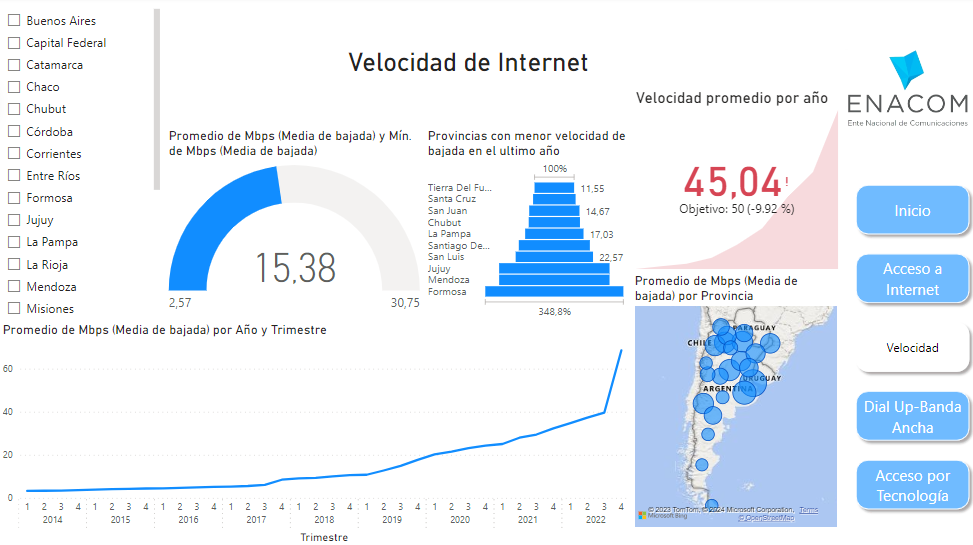 Buenos Aires
Capital Federal
Catamarca
Chaco
Chubut
Córdoba
Corrientes
Entre Ríos
Formosa
Jujuy
La Pampa
La Rioja
Mendoza
Misiones
Velocidad de Internet
ENACOM
Ente Nacional de Comunicaciones
Promedio de Mbps (Media de bajada) y Mín.
de Mbps (Media de bajada)
15,38
2,57
30,75
Provincias con menor velocidad de
bajada en el ultimo año
100%
Tierra Del Fu...
11,55
Santa Cruz
San Juan
14,67
Chubut
La Pampa
17,03
Santiago De...
San Luis
22,57
Jujuy
Mendoza
Formosa
348,8%
Velocidad promedio por año
45,04!
Objetivo: 50 (-9.92 %)
Promedio de Mbps (Media de
bajada) por Provincia
PARAGUAY
CHILE
URUGUAY
ARGENTINA
© 2023 TomTom, © 2024 Microsoft Corporation, Terms
Microsoft Bing
© OpenStreetMap
Promedio de Mbps (Media de bajada) por Año y Trimestre
60
40
20
0
1 2 3 4 1 2 3 4 1 2 3 4 1 2 3 4 1 2 3 4 1 2 3 4 1 2 3 4 1 2 3 4 1 2 3 4
2014 2015 2016 2017 2018 2019 2020 2021 2022
Trimestre
Inicio
Acceso a
Internet
Velocidad
Dial Up-Banda
Ancha
Acceso por
Tecnología